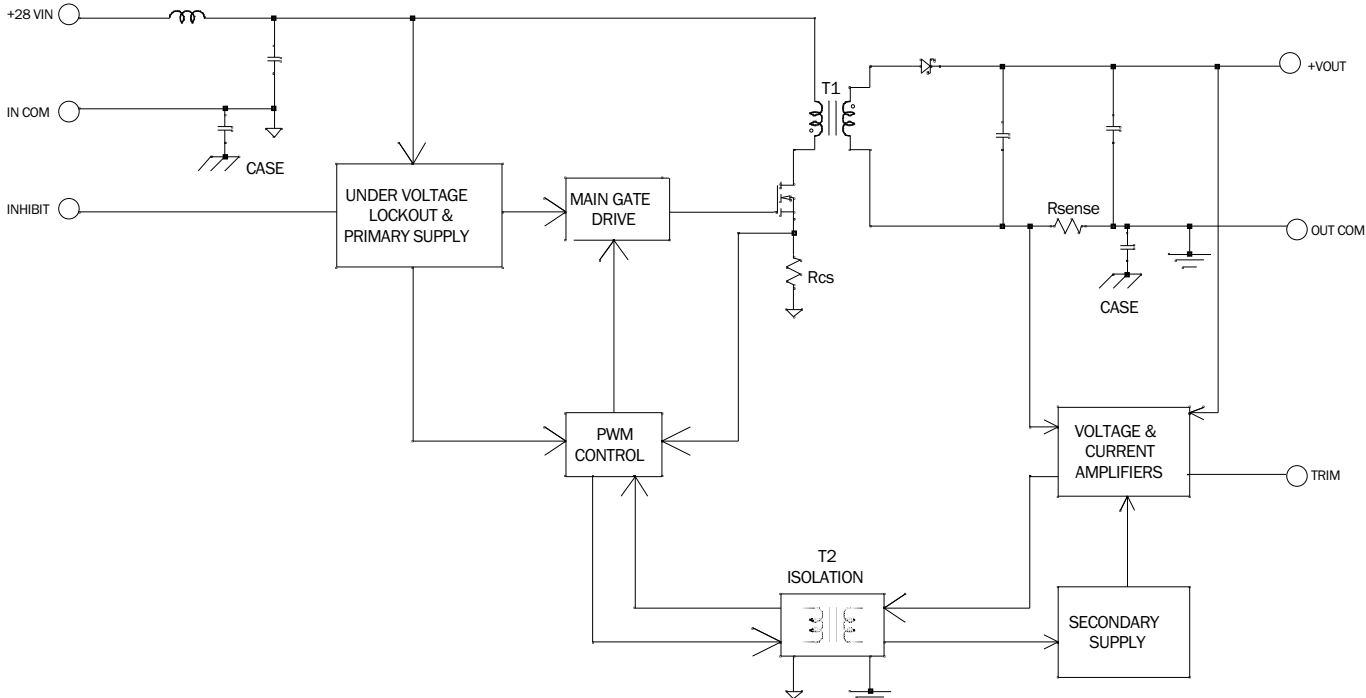 +28 VIN
IN COM
CASE
INHIBIT
UNDER VOLTAGE
LOCKOUT &
PRIMARY SUPPLY
MAIN GATE
DRIVE
T1
+VOUT
Rsense
OUT COM
CASE
Rcs
PWM
CONTROL
VOLTAGE &
CURRENT
AMPLIFIERS
TRIM
T2
ISOLATION
SECONDARY
SUPPLY